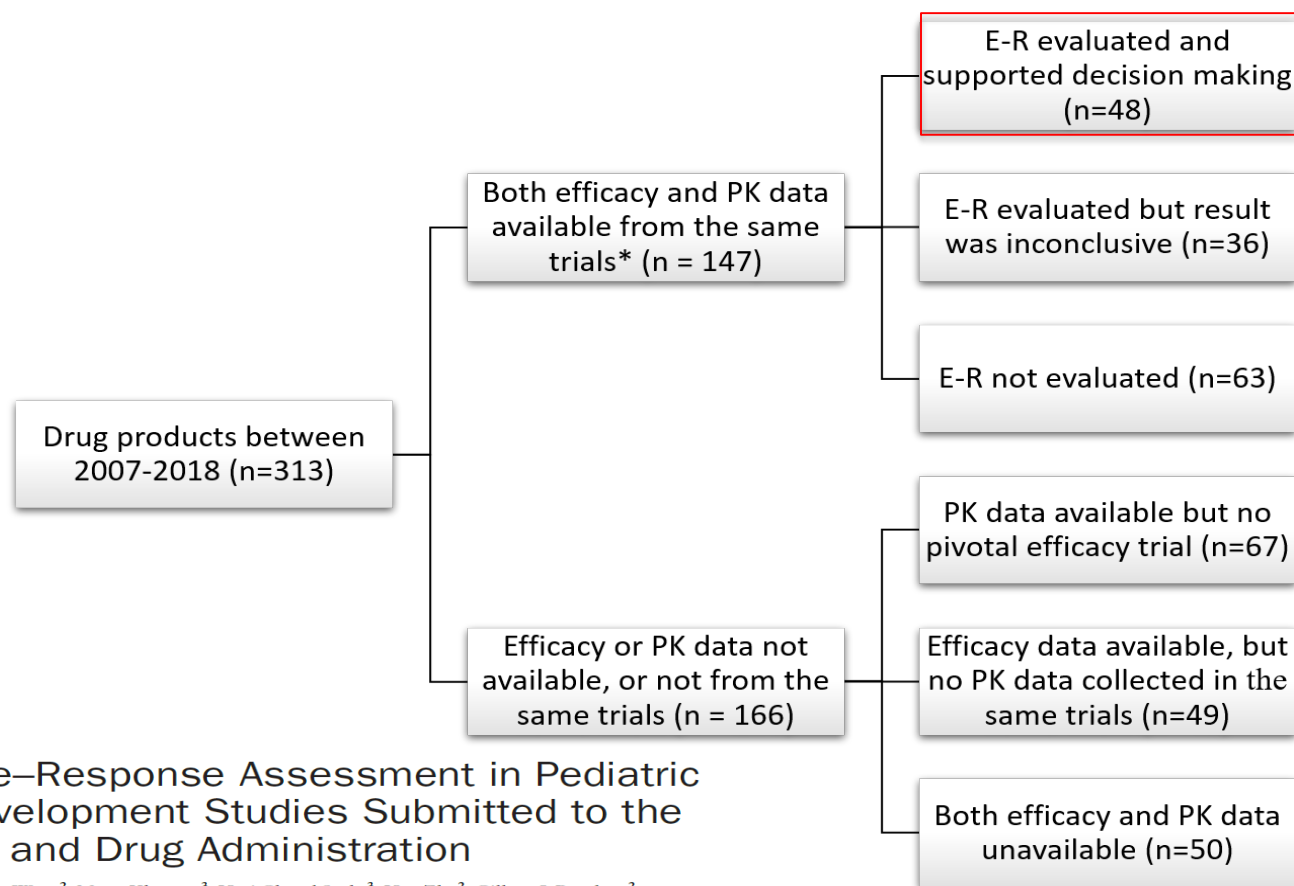 E-R evaluated and
supported decision making
(n=48)
Both efficacy and PK data
available from the same
trials* (n = 147)
E-R evaluated but result
was inconclusive (n=36)
E-R not evaluated (n=63)
Drug products between
2007-2018 (n=313)
PK data available but no
pivotal efficacy trial (n=67)
Efficacy or PK data not
available, or not from the
same trials (n = 166)
Efficacy data available, but
no PK data collected in the
same trials (n=49)
Both efficacy and PK data
unavailable (n=50)
e–Response Assessment in Pediatric
velopment Studies Submitted to the
and Drug Administration